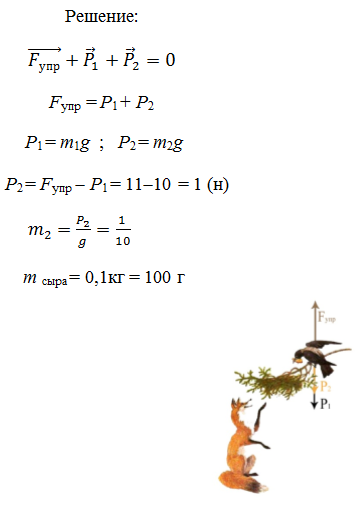 Решение:
F⃗упр + P⃗₁ + P⃗₂ = 0
Fупр = P₁ + P₂
P₁ = m₁g ; P₂ = m₂g
P₂ = Fупр – P₁ = 11–10 = 1 (н)
m₂ = P₂/g = 1/10
m сыра = 0,1кг = 100 г
Fупр
P₂
P₁